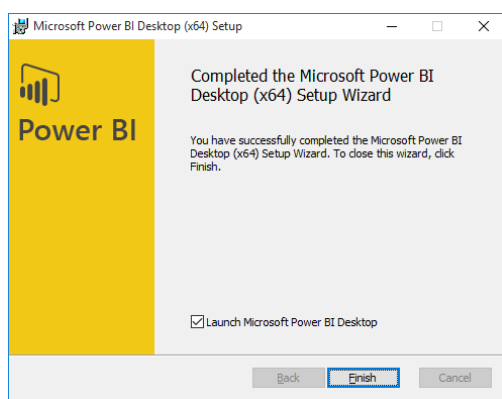 Microsoft Power BI Desktop (x64) Setup
Power BI
Completed the Microsoft Power BI
Desktop (x64) Setup Wizard
You have successfully completed the Microsoft Power BI
Desktop (x64) Setup Wizard. To close this wizard, click
Finish.
Launch Microsoft Power BI Desktop
Back Finish Cancel